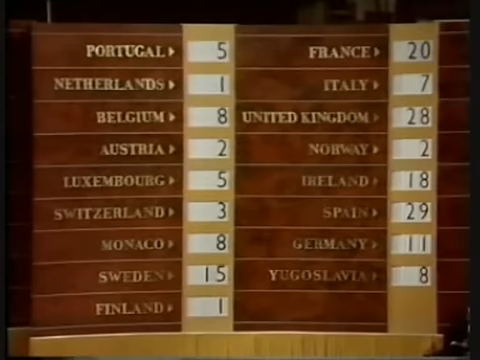 PORTUGAL 5 FRANCE 20
NETHERLANDS 1 ITALY 7
BELGIUM 8 UNITED KINGDOM 28
AUSTRIA 2 NORWAY 2
LUXEMBOURG 5 IRELAND 18
SWITZERLAND 3 SPAIN 29
MONACO 8 GERMANY 11
SWEDEN 15 YUGOSLAVIA 8
FINLAND 1